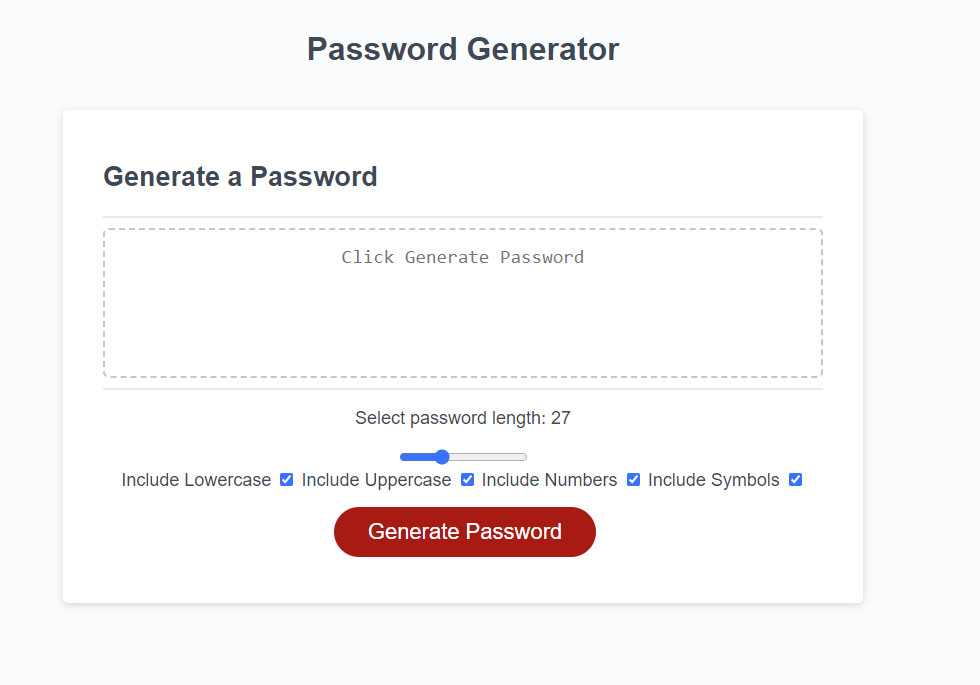 Password Generator
Generate a Password
Click Generate Password
Select password length: 27
Include Lowercase Include Uppercase Include Numbers Include Symbols
Generate Password